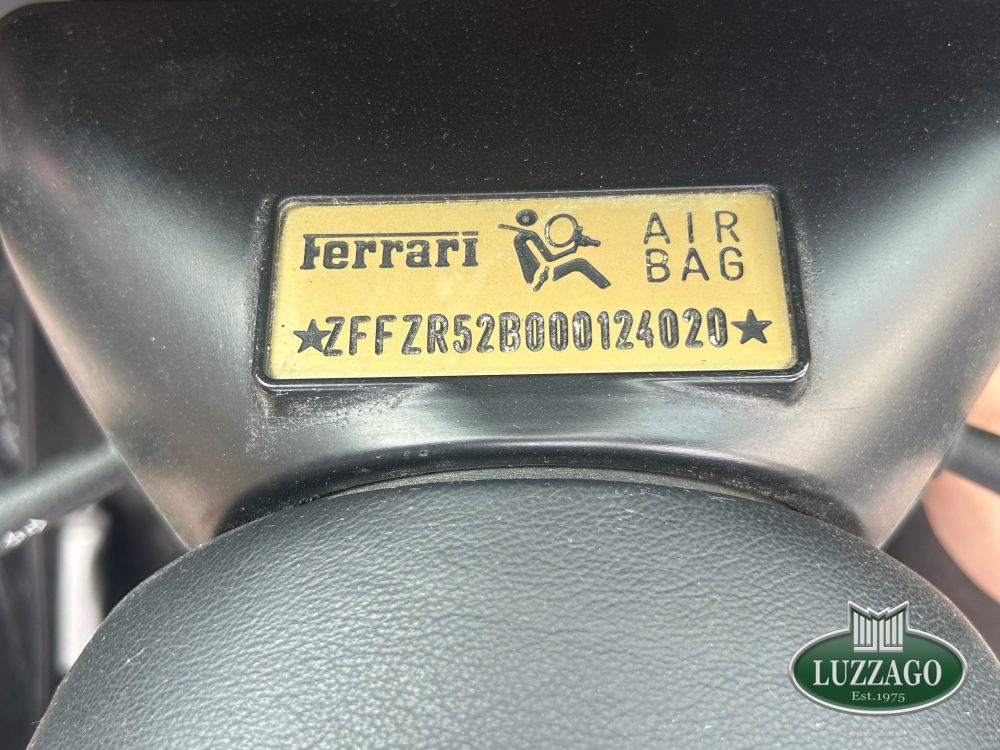 Ferrari
AIR
BAG
★ZFFZR52B000124020★
LUZZAGO
Est.1975